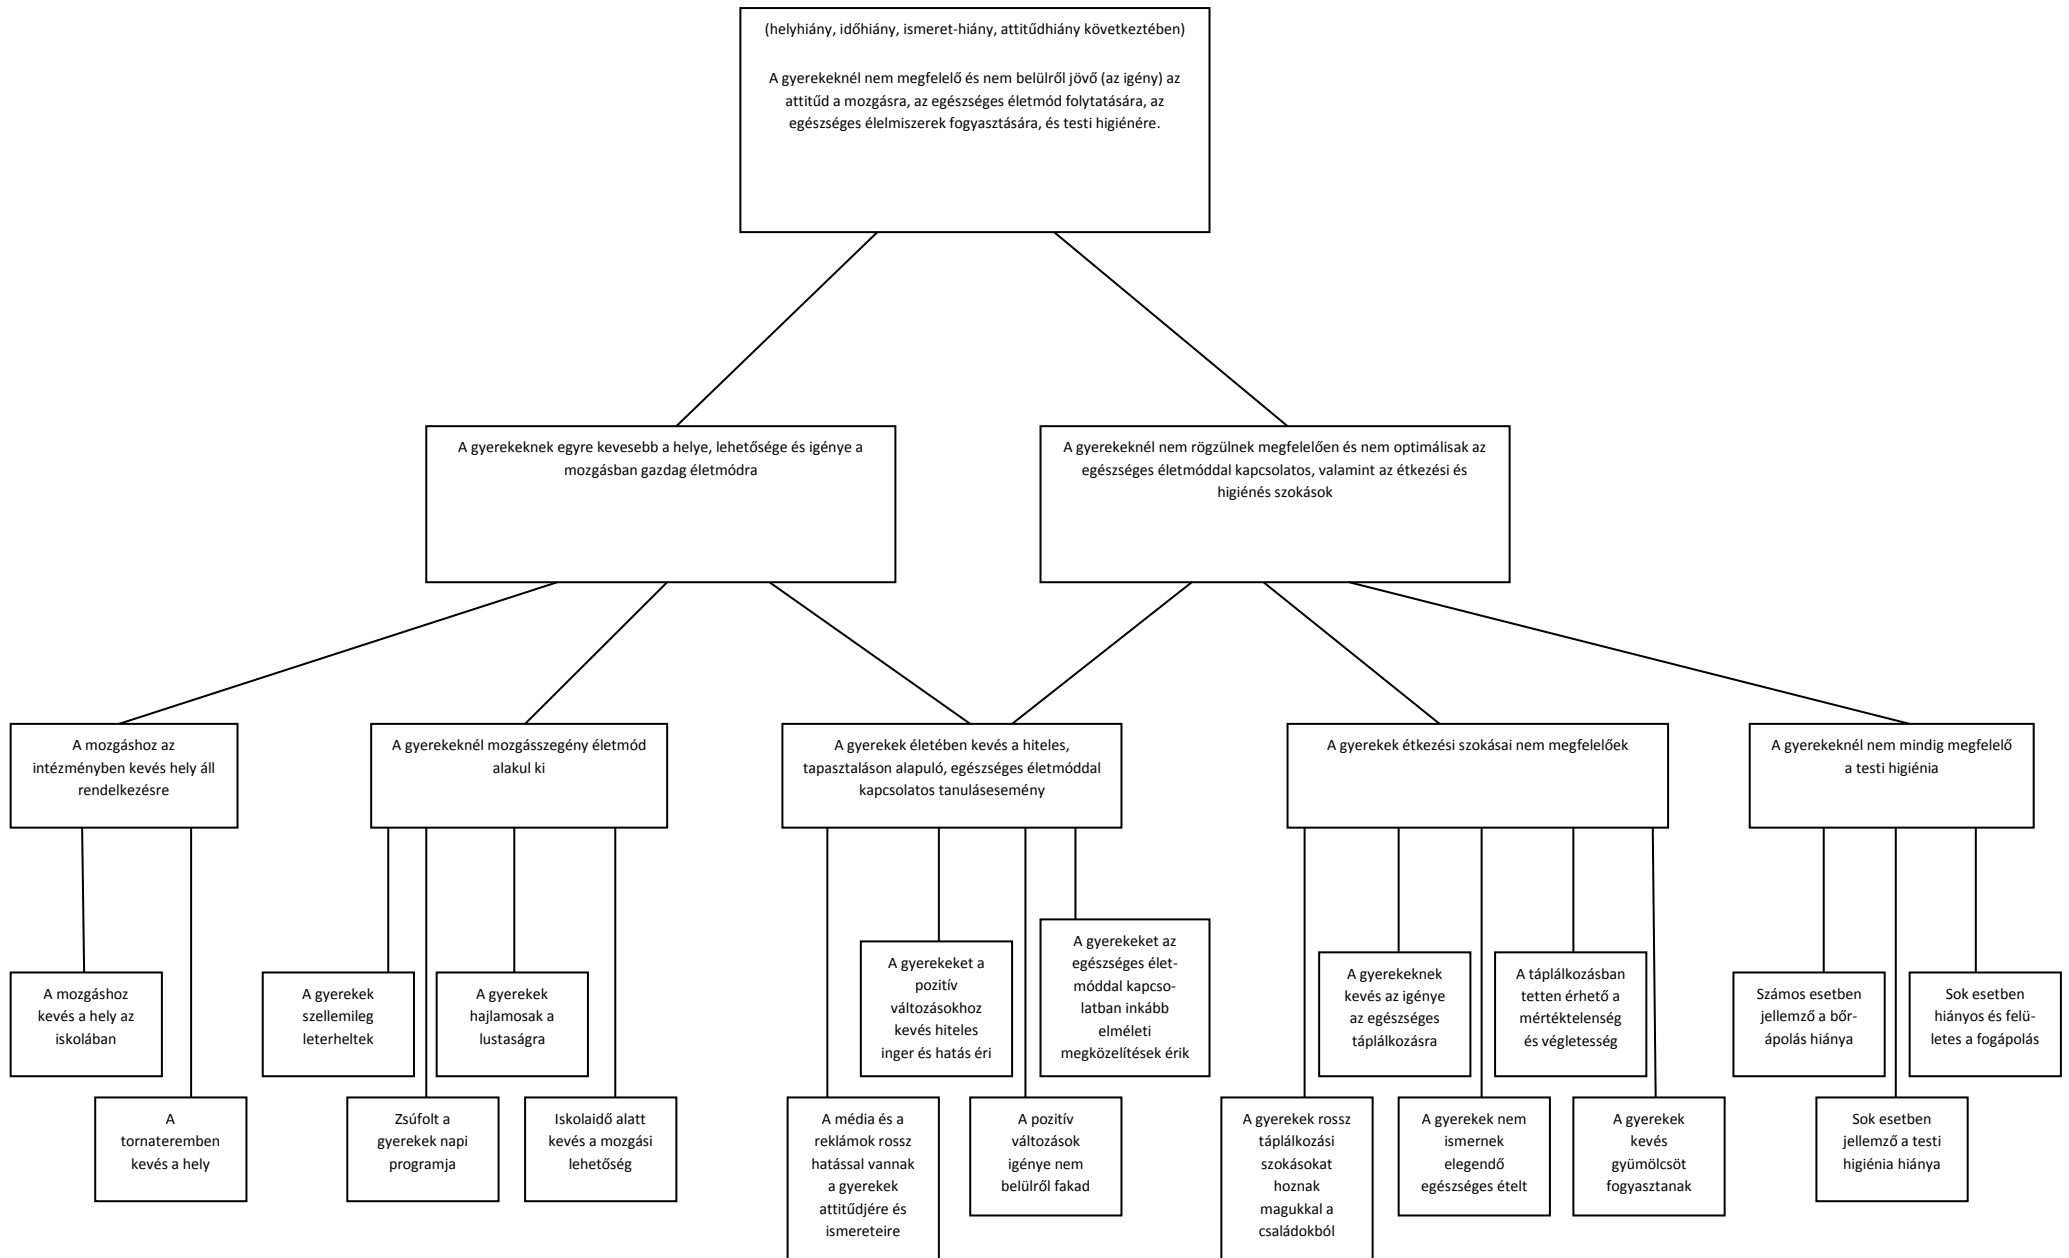 (helyhiány, időhiány, ismeret-hiány, attitűdhiány következtében)
A gyerekeknél nem megfelelő és nem belülről jövő (az igény) az
attitűd a mozgásra, az egészséges életmód folytatására, az
egészséges élelmiszerek fogyasztására, és testi higiénére.
A gyerekeknek egyre kevesebb a helye, lehetősége és igénye a
mozgásban gazdag életmódra
A gyerekeknél nem rögzülnek megfelelően és nem optimálisak az
egészséges életmóddal kapcsolatos, valamint az étkezési és
higiénés szokások
A mozgáshoz az
intézményben kevés hely áll
rendelkezésre
A gyerekeknél mozgásszegény életmód
alakul ki
A gyerekek életében kevés a hiteles,
tapasztaláson alapuló, egészséges életmóddal
kapcsolatos tanulásesemény
A gyerekek étkezési szokásai nem megfelelőek
A gyerekeknél nem mindig megfelelő
a testi higiénia
A mozgáshoz
kevés a hely az
iskolában
A
tornateremben
kevés a hely
A gyerekek
szellemileg
leterheltek
Zsúfolt a
gyerekek napi
programja
A gyerekek
hajlamosak a
lustaságra
Iskolaidő alatt
kevés a mozgási
lehetőség
A média és a
reklámok rossz
hatással vannak
a gyerekek
attitűdjére és
ismereteire
A gyerekeket a
pozitív
változásokhoz
kevés hiteles
inger és hatás éri
A pozitív
változások
igénye nem
belülről fakad
A gyerekeket az
egészséges élet-
móddal kapcso-
latban inkább
elméleti
megközelítések érik
A gyerekek rossz
táplálkozási
szokásokat
hoznak
magukkal a
családokból
A gyerekeknek
kevés az igénye
az egészséges
táplálkozásra
A gyerekek nem
ismernek
elegendő
egészséges ételt
A táplálkozásban
tetten érhető a
mértéktelenség
és végletesség
A gyerekek
kevés
gyümölcsöt
fogyasztanak
Számos esetben
jellemző a bőr-
ápolás hiánya
Sok esetben
jellemző a testi
higiénia hiánya
Sok esetben
hiányos és felü-
letes a fogápolás